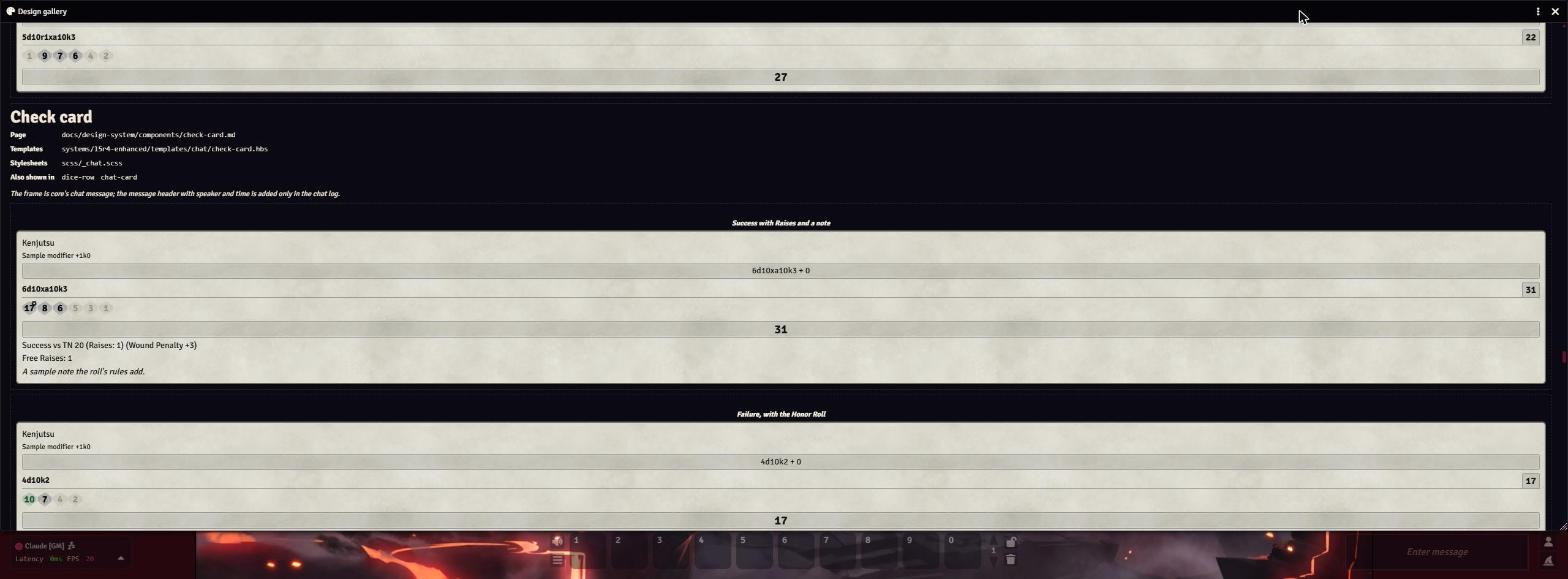 Design gallery
5d10r1xa10k3 22
1 9 7 6 4 2
27
Check card
Page docs/design-system/components/check-card.md
Templates systems/l5r4-enhanced/templates/chat/check-card.hbs
Stylesheets scss/_chat.scss
Also shown in dice-row chat-card
The frame is core's chat message; the message header with speaker and time is added only in the chat log.
Success with Raises and a note
Kenjutsu
Sample modifier +1k0
6d10xa10k3 + 0
6d10xa10k3 31
17 8 6 5 3 1
31
Success vs TN 20 (Raises: 1) (Wound Penalty +3)
Free Raises: 1
A sample note the roll's rules add.
Failure, with the Honor Roll
Kenjutsu
Sample modifier +1k0
4d10k2 + 0
4d10k2 17
10 7 4 2
17
Claude [GM]
Latency 0ms FPS 20
1 2 3 4 5 6 7 8 9 0
1
Enter message